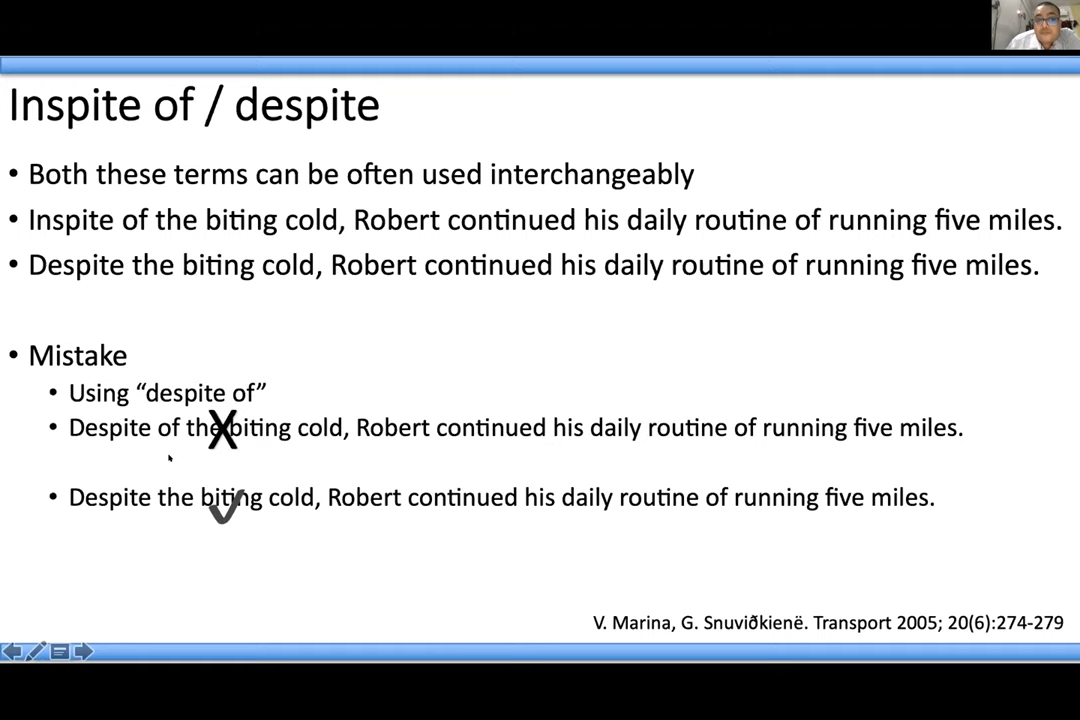 Inspite of / despite
• Both these terms can be often used interchangeably
• Inspite of the biting cold, Robert continued his daily routine of running five miles.
• Despite the biting cold, Robert continued his daily routine of running five miles.
• Mistake
• Using “despite of”
• Despite of the biting cold, Robert continued his daily routine of running five miles.
• Despite the biting cold, Robert continued his daily routine of running five miles.
V. Marina, G. Snuviðkienë. Transport 2005; 20(6):274-279